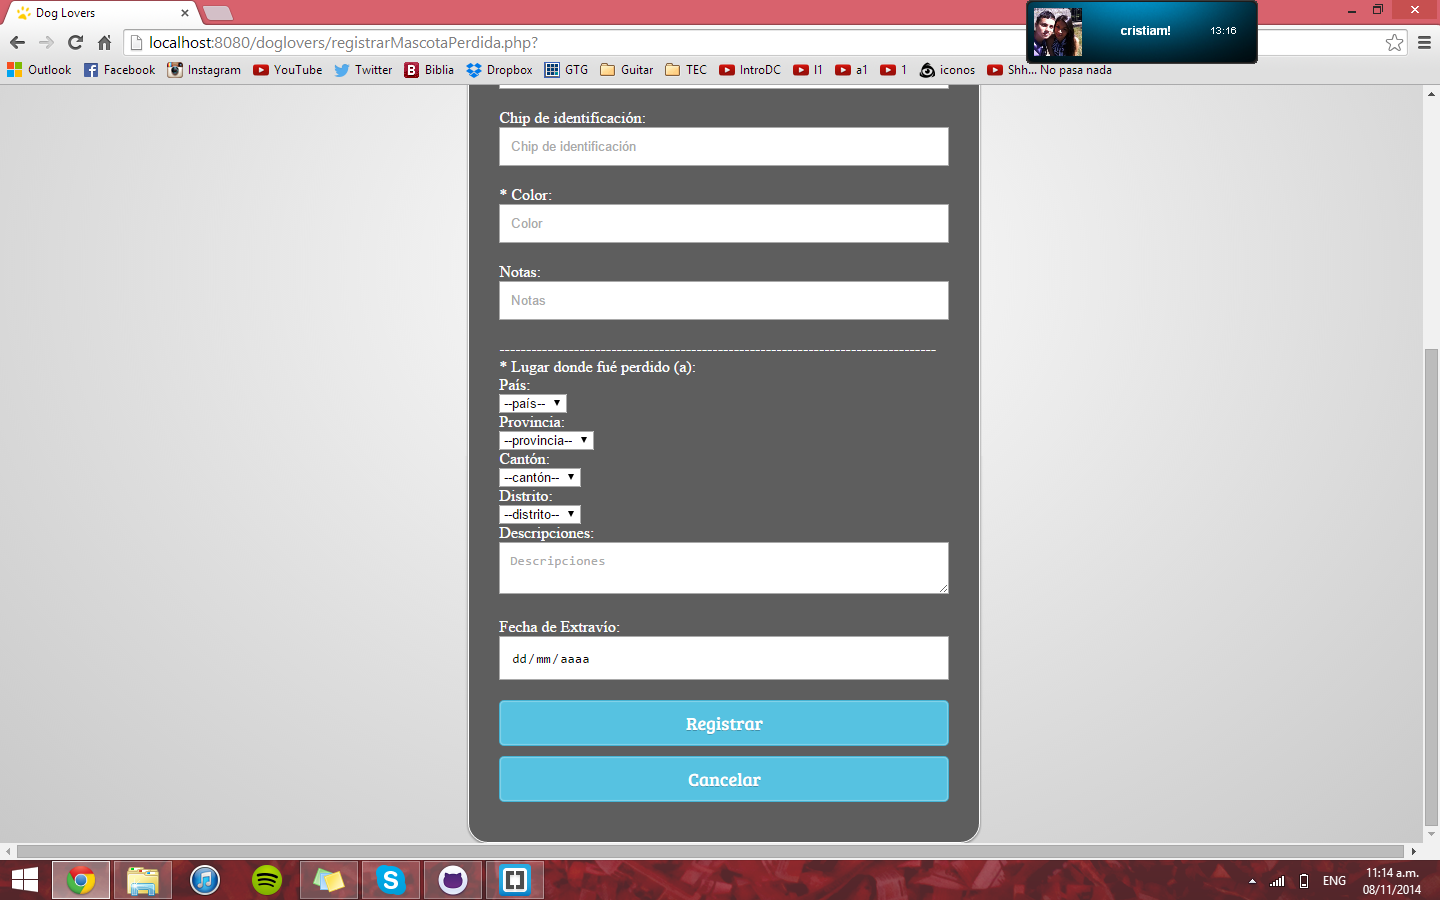 Dog Lovers
cristiam!
13:16
localhost:8080/doglovers/registrarMascotaPerdida.php?
Outlook Facebook Instagram YouTube Twitter Biblia Dropbox GTG Guitar TEC IntroDC I1 a1 1 iconos Shh... No pasa nada
Chip de identificación:
Chip de identificación
* Color:
Color
Notas:
Notas
--------------------------------------------------------------------------------
* Lugar donde fué perdido (a):
País:
--país--
Provincia:
--provincia--
Cantón:
--cantón--
Distrito:
--distrito--
Descripciones:
Descripciones
Fecha de Extravío:
dd/mm/aaaa
Registrar
Cancelar
ENG
11:14 a.m.
08/11/2014